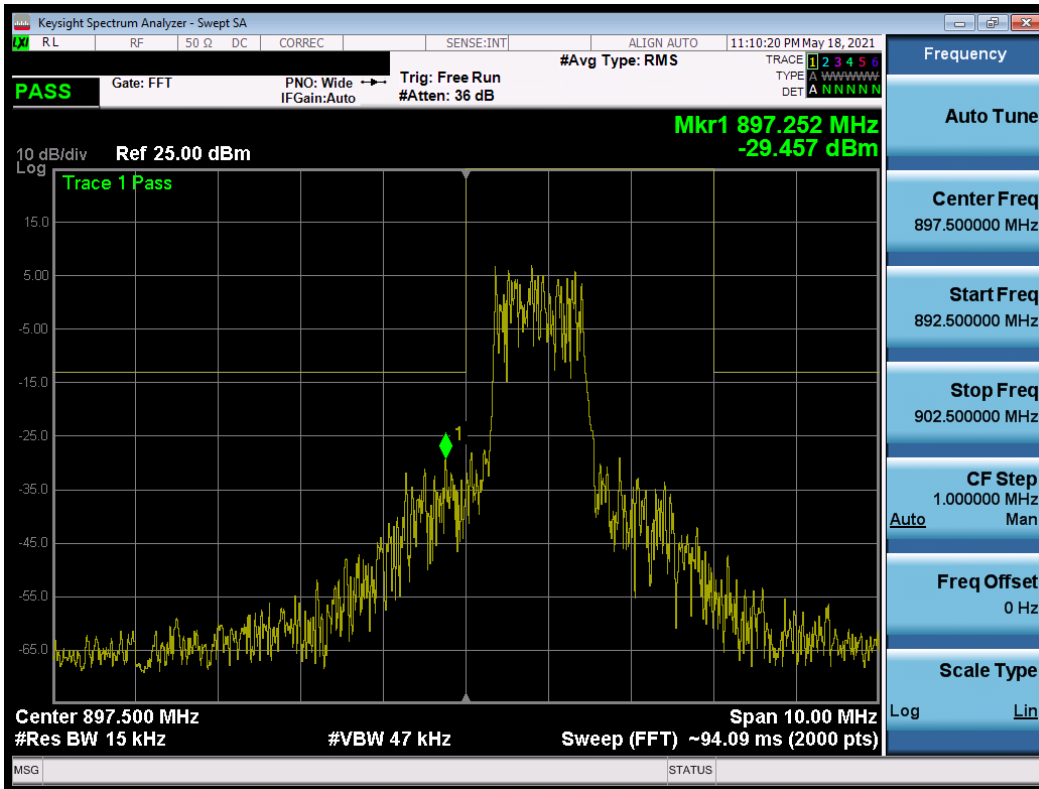 Keysight Spectrum Analyzer - Swept SA
LXI RL RF 50 Ω DC CORREC SENSE:INT ALIGN AUTO 11:10:20 PM May 18, 2021
PASS
Gate: FFT
PNO: Wide
IFGain:Auto
Trig: Free Run
#Atten: 36 dB
#Avg Type: RMS
TRACE 1 2 3 4 5 6
TYPE A WWWWW
DET A N N N N N
Mkr1 897.252 MHz
-29.457 dBm
10 dB/div Ref 25.00 dBm
Log
Trace 1 Pass
15.0
5.00
-5.00
-15.0
1
-25.0
-35.0
-45.0
-55.0
-65.0
Center 897.500 MHz Span 10.00 MHz
#Res BW 15 kHz #VBW 47 kHz Sweep (FFT) ~94.09 ms (2000 pts)
MSG STATUS
Frequency
Auto Tune
Center Freq
897.500000 MHz
Start Freq
892.500000 MHz
Stop Freq
902.500000 MHz
CF Step
1.000000 MHz
Auto Man
Freq Offset
0 Hz
Scale Type
Log Lin